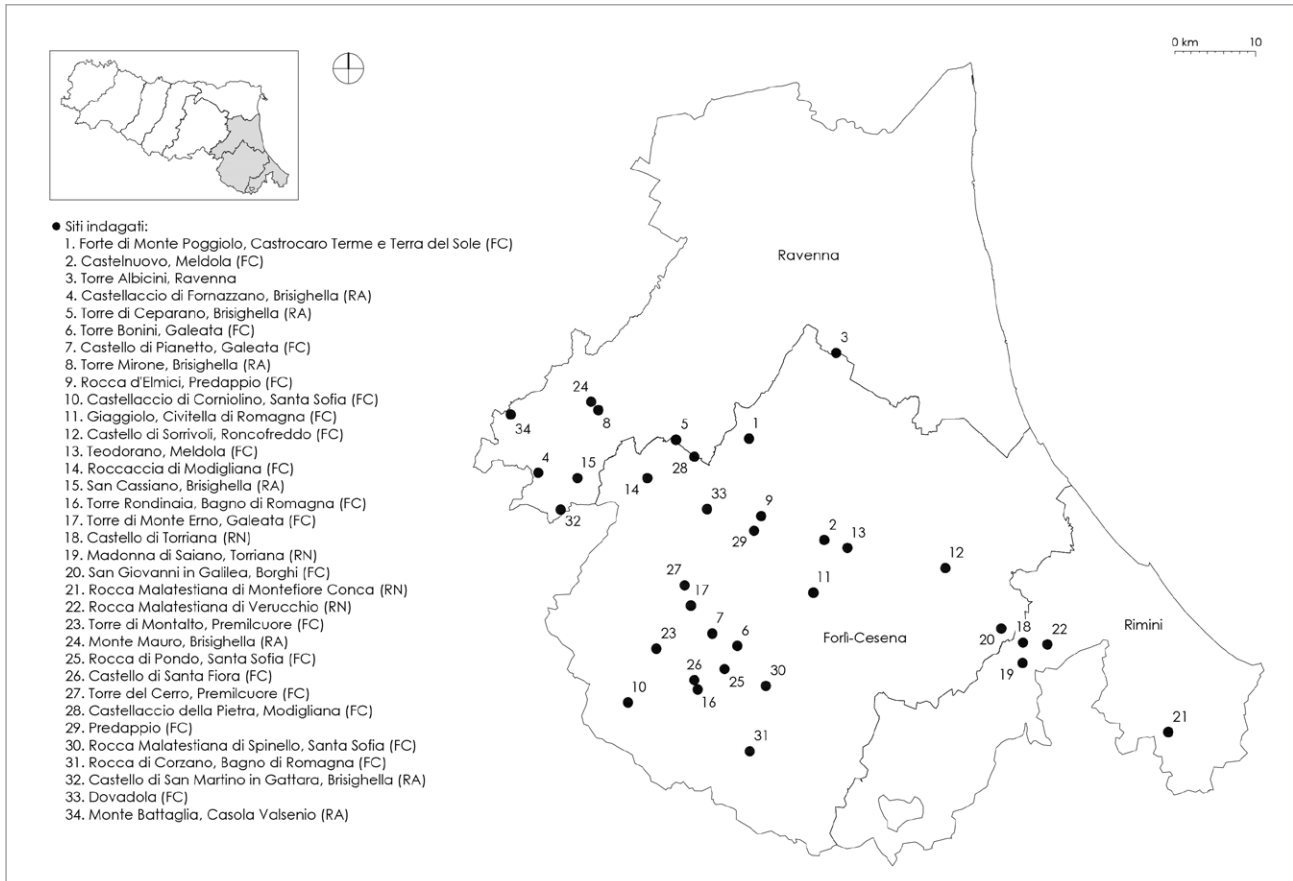 0 km 10
● Siti indagati:
1. Forte di Monte Poggiolo, Castrocaro Terme e Terra del Sole (FC)
2. Castelnuovo, Meldola (FC)
3. Torre Albicini, Ravenna
4. Castellaccio di Fornazzano, Brisighella (RA)
5. Torre di Ceparano, Brisighella (RA)
6. Torre Bonini, Galeata (FC)
7. Castello di Pianetto, Galeata (FC)
8. Torre Mirone, Brisighella (RA)
9. Rocca d'Elmici, Predappio (FC)
10. Castellaccio di Corniolino, Santa Sofia (FC)
11. Giaggiolo, Civitella di Romagna (FC)
12. Castello di Sorrivoli, Roncofreddo (FC)
13. Teodorano, Meldola (FC)
14. Roccaccia di Modigliana (FC)
15. San Cassiano, Brisighella (RA)
16. Torre Rondinaia, Bagno di Romagna (FC)
17. Torre di Monte Erno, Galeata (FC)
18. Castello di Torriana (RN)
19. Madonna di Saiano, Torriana (RN)
20. San Giovanni in Galilea, Borghi (FC)
21. Rocca Malatestiana di Montefiore Conca (RN)
22. Rocca Malatestiana di Verucchio (RN)
23. Torre di Montalto, Premilcuore (FC)
24. Monte Mauro, Brisighella (RA)
25. Rocca di Pondo, Santa Sofia (FC)
26. Castello di Santa Fiora (FC)
27. Torre del Cerro, Premilcuore (FC)
28. Castellaccio della Pietra, Modigliana (FC)
29. Predappio (FC)
30. Rocca Malatestiana di Spinello, Santa Sofia (FC)
31. Rocca di Corzano, Bagno di Romagna (FC)
32. Castello di San Martino in Gattara, Brisighella (RA)
33. Dovadola (FC)
34. Monte Battaglia, Casola Valsenio (RA)
Ravenna
3
24
8
34
5
1
28
4
15
14
32
33
9
29
2
13
12
27
11
17
7
6
23
Forlì-Cesena
20
18
22
Rimini
19
26
25
30
10
16
21
31